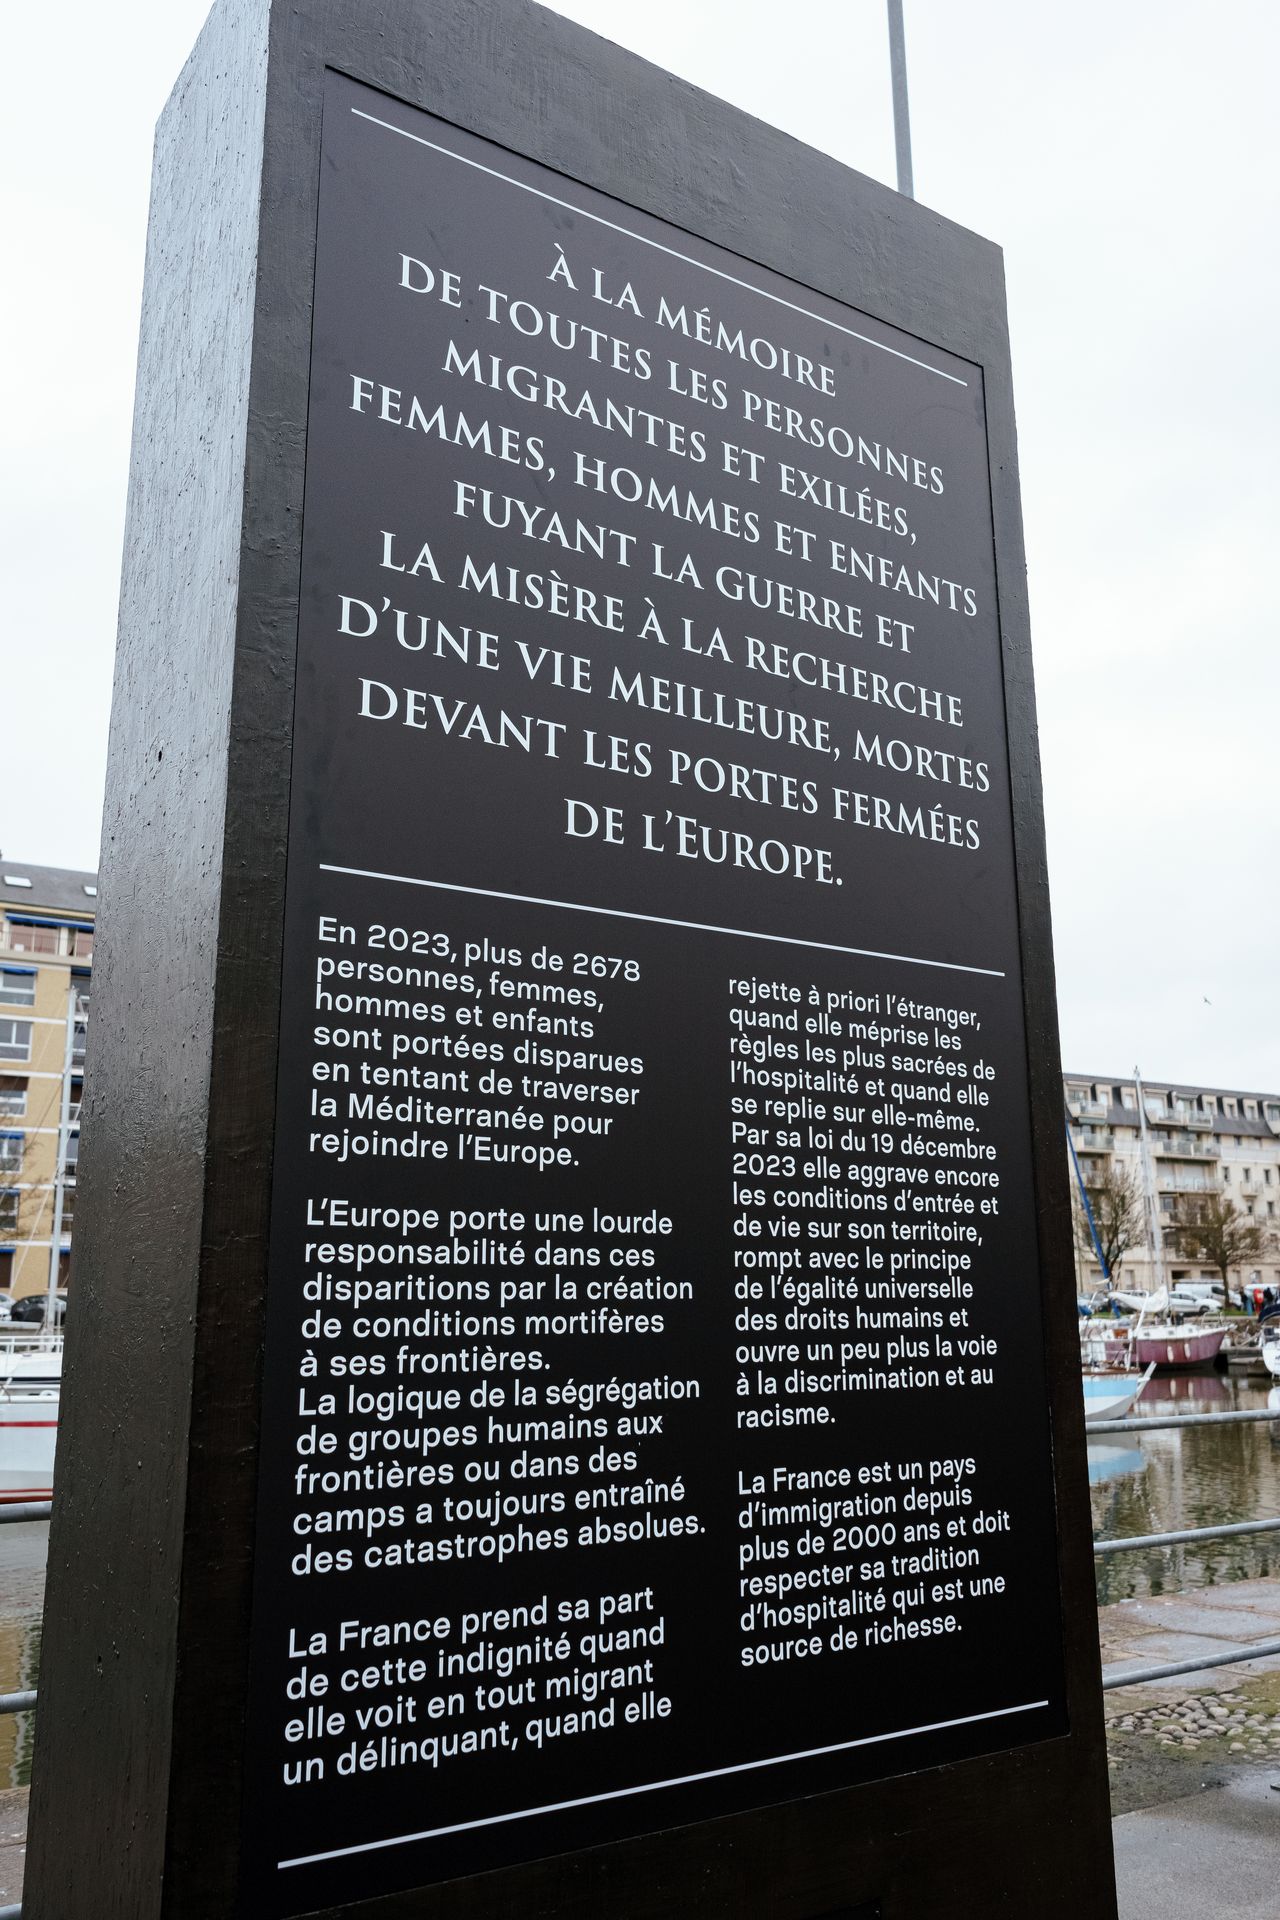 À LA MÉMOIRE
DE TOUTES LES PERSONNES
MIGRANTES ET EXILÉES,
FEMMES, HOMMES ET ENFANTS
FUYANT LA GUERRE ET
LA MISÈRE À LA RECHERCHE
D'UNE VIE MEILLEURE, MORTES
DEVANT LES PORTES FERMÉES
DE L'EUROPE.
En 2023, plus de 2678
personnes, femmes,
hommes et enfants
sont portées disparues
en tentant de traverser
la Méditerranée pour
rejoindre l'Europe.
L'Europe porte une lourde
responsabilité dans ces
disparitions par la création
de conditions mortifères
à ses frontières.
La logique de la ségrégation
de groupes humains aux
frontières ou dans des
camps a toujours entraîné
des catastrophes absolues.
La France prend sa part
de cette indignité quand
elle voit en tout migrant
un délinquant, quand elle
rejette à priori l'étranger,
quand elle méprise les
règles les plus sacrées de
l'hospitalité et quand elle
se replie sur elle-même.
Par sa loi du 19 décembre
2023 elle aggrave encore
les conditions d'entrée et
de vie sur son territoire,
rompt avec le principe
de l'égalité universelle
des droits humains et
ouvre un peu plus la voie
à la discrimination et au
racisme.
La France est un pays
d'immigration depuis
plus de 2000 ans et doit
respecter sa tradition
d'hospitalité qui est une
source de richesse.